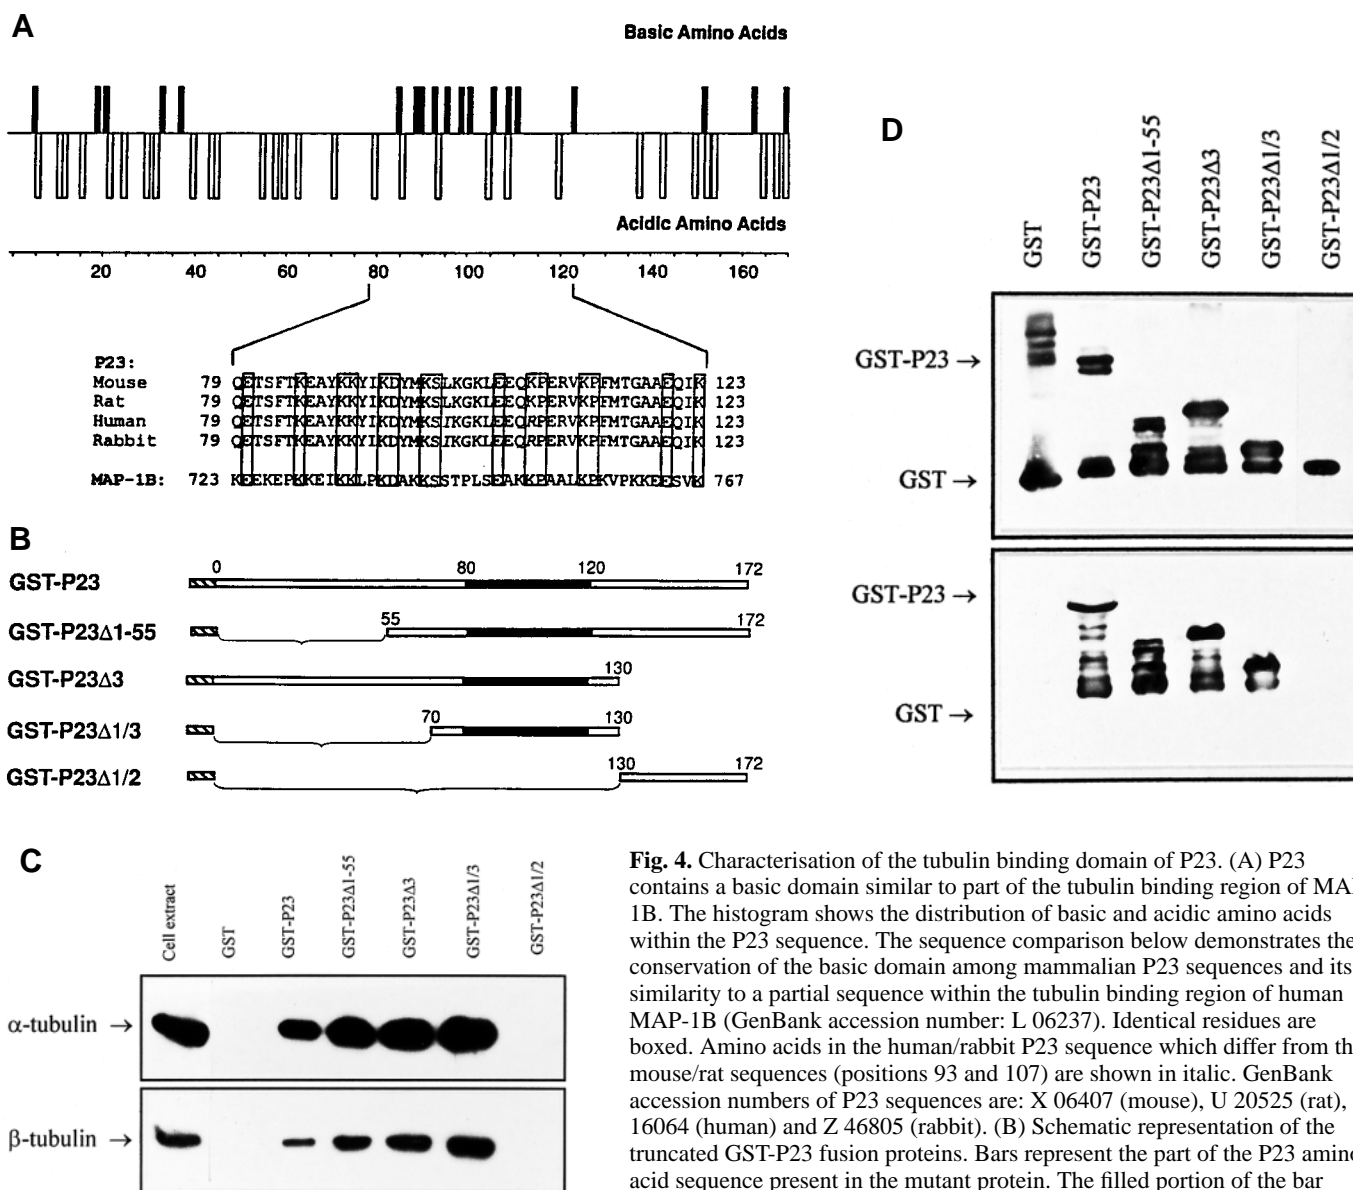 A
Basic Amino Acids
Acidic Amino Acids
20 40 60 80 100 120 140 160
P23:
Mouse 79 QETSFTKEAYKKYIKDYMKSLKGKLEEQKPERVKPFMTGAAEQIK 123
Rat 79 QETSFTKEAYKKYIKDYMKSLKGKLEEQKPERVKPFMTGAAEQIK 123
Human 79 QETSFTKEAYKKYIKDYMKSIKGKLEEQRPERVKPFMTGAAEQIK 123
Rabbit 79 QETSFTKEAYKKYIKDYMKSIKGKLEEQRPERVKPFMTGAAEQIK 123
MAP-1B: 723 KEEKEPKKEIKKLPKDAKKSSTPLSEAKKPAALKPKVPKKEESVK 767
B
GST-P23 0 80 120 172
GST-P23Δ1-55 55 172
GST-P23Δ3 130
GST-P23Δ1/3 70 130
GST-P23Δ1/2 130 172
C
Cell extract GST GST-P23 GST-P23Δ1-55 GST-P23Δ3 GST-P23Δ1/3 GST-P23Δ1/2
α-tubulin →
β-tubulin →
D
GST GST-P23 GST-P23Δ1-55 GST-P23Δ3 GST-P23Δ1/3 GST-P23Δ1/2
GST-P23 →
GST →
GST-P23 →
GST →
Fig. 4. Characterisation of the tubulin binding domain of P23. (A) P23
contains a basic domain similar to part of the tubulin binding region of MA
1B. The histogram shows the distribution of basic and acidic amino acids
within the P23 sequence. The sequence comparison below demonstrates the
conservation of the basic domain among mammalian P23 sequences and its
similarity to a partial sequence within the tubulin binding region of human
MAP-1B (GenBank accession number: L 06237). Identical residues are
boxed. Amino acids in the human/rabbit P23 sequence which differ from th
mouse/rat sequences (positions 93 and 107) are shown in italic. GenBank
accession numbers of P23 sequences are: X 06407 (mouse), U 20525 (rat),
16064 (human) and Z 46805 (rabbit). (B) Schematic representation of the
truncated GST-P23 fusion proteins. Bars represent the part of the P23 amin
acid sequence present in the mutant protein. The filled portion of the bar